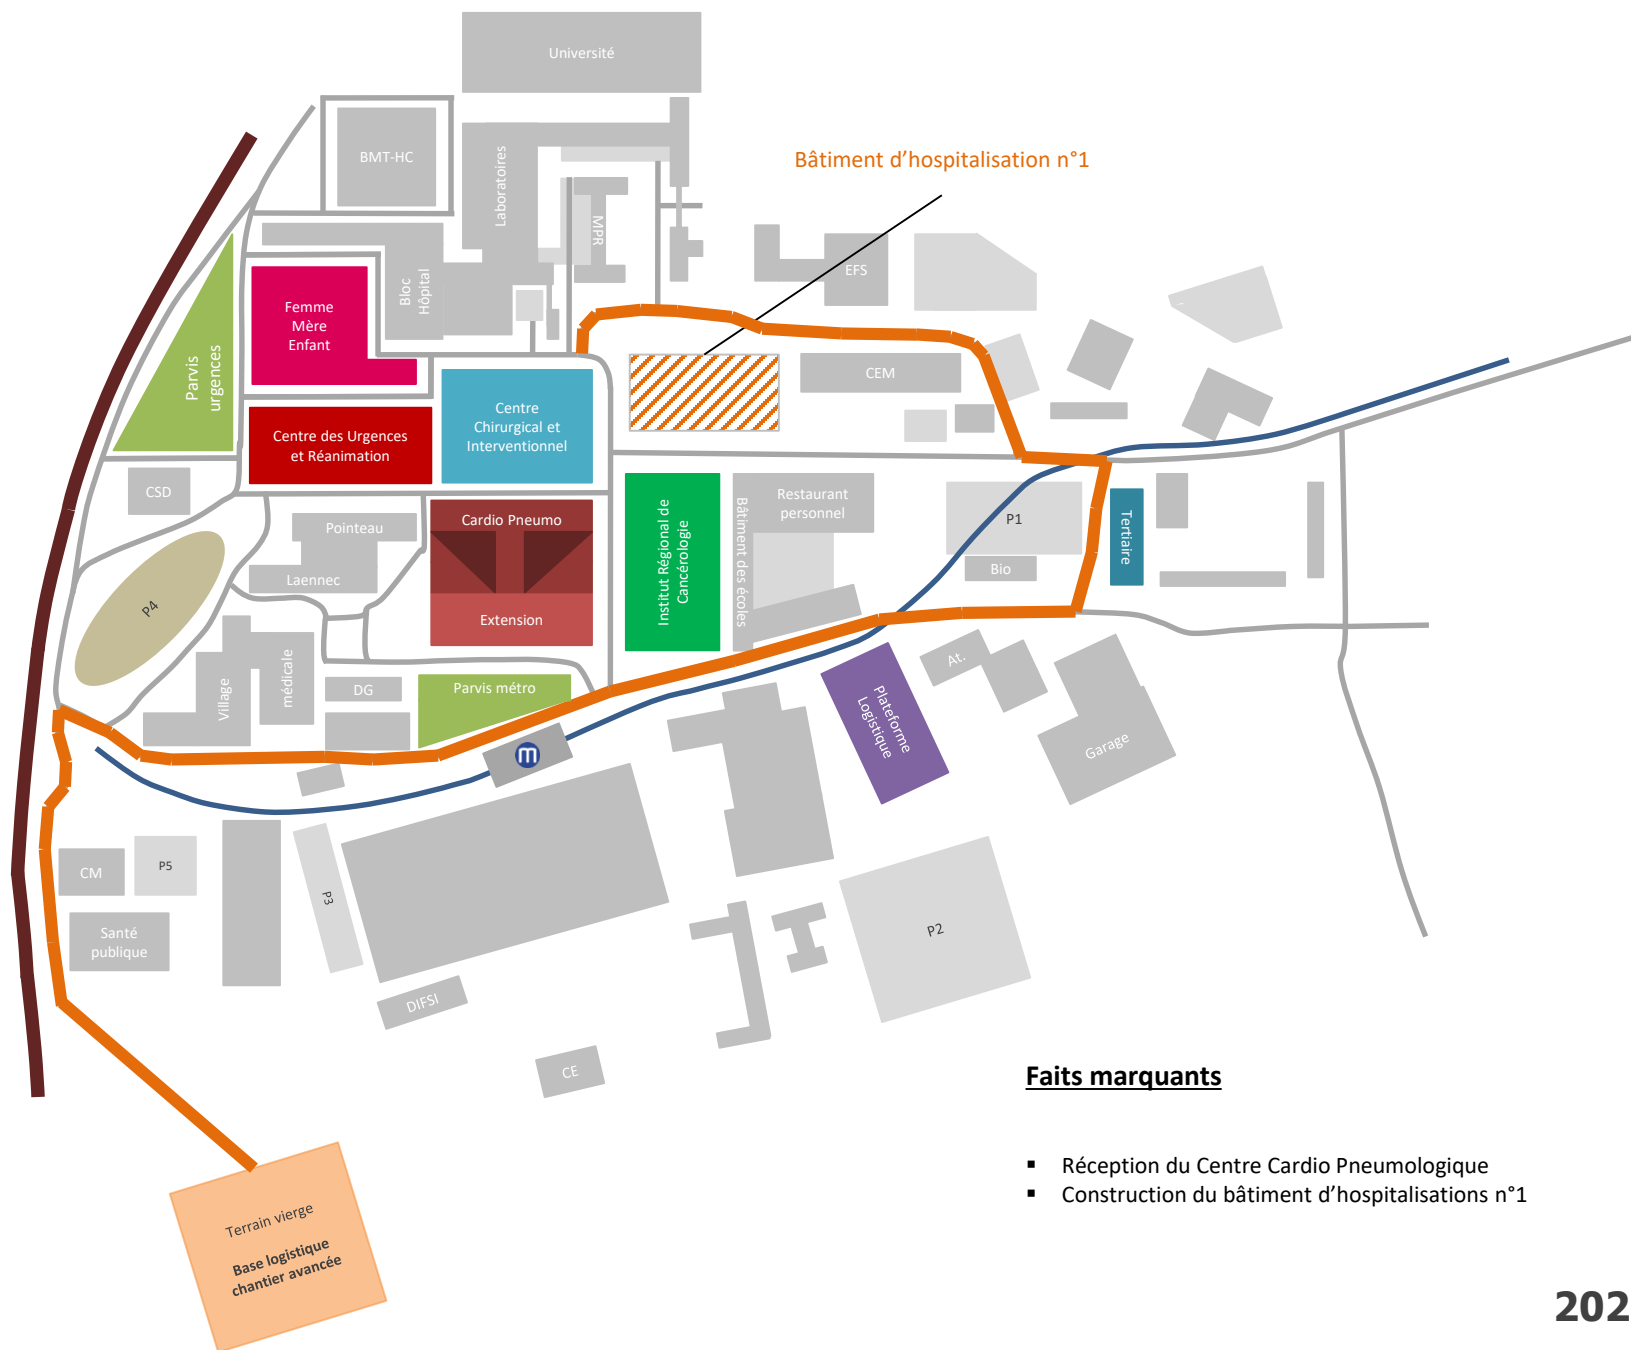 Université
BMT-HC
Laboratoires
MPR
Bâtiment d’hospitalisation n°1
Bloc
Hôpital
EFS
Femme
Mère
Enfant
Parvis
urgences
CEM
Centre
Chirurgical et
Interventionnel
Centre des Urgences
et Réanimation
CSD
Pointeau
Cardio Pneumo
Institut Régional de
Cancérologie
Bâtiment des écoles
Restaurant
personnel
P1
Tertiaire
Bio
Laennec
P4
Extension
Village
médicale
DG
Parvis métro
At.
Plateforme
Logistique
Garage
m
CM
P5
P3
Santé
publique
P2
DIFSI
CE
Faits marquants
▪ Réception du Centre Cardio Pneumologique
▪ Construction du bâtiment d’hospitalisations n°1
Terrain vierge
Base logistique
chantier avancée
202